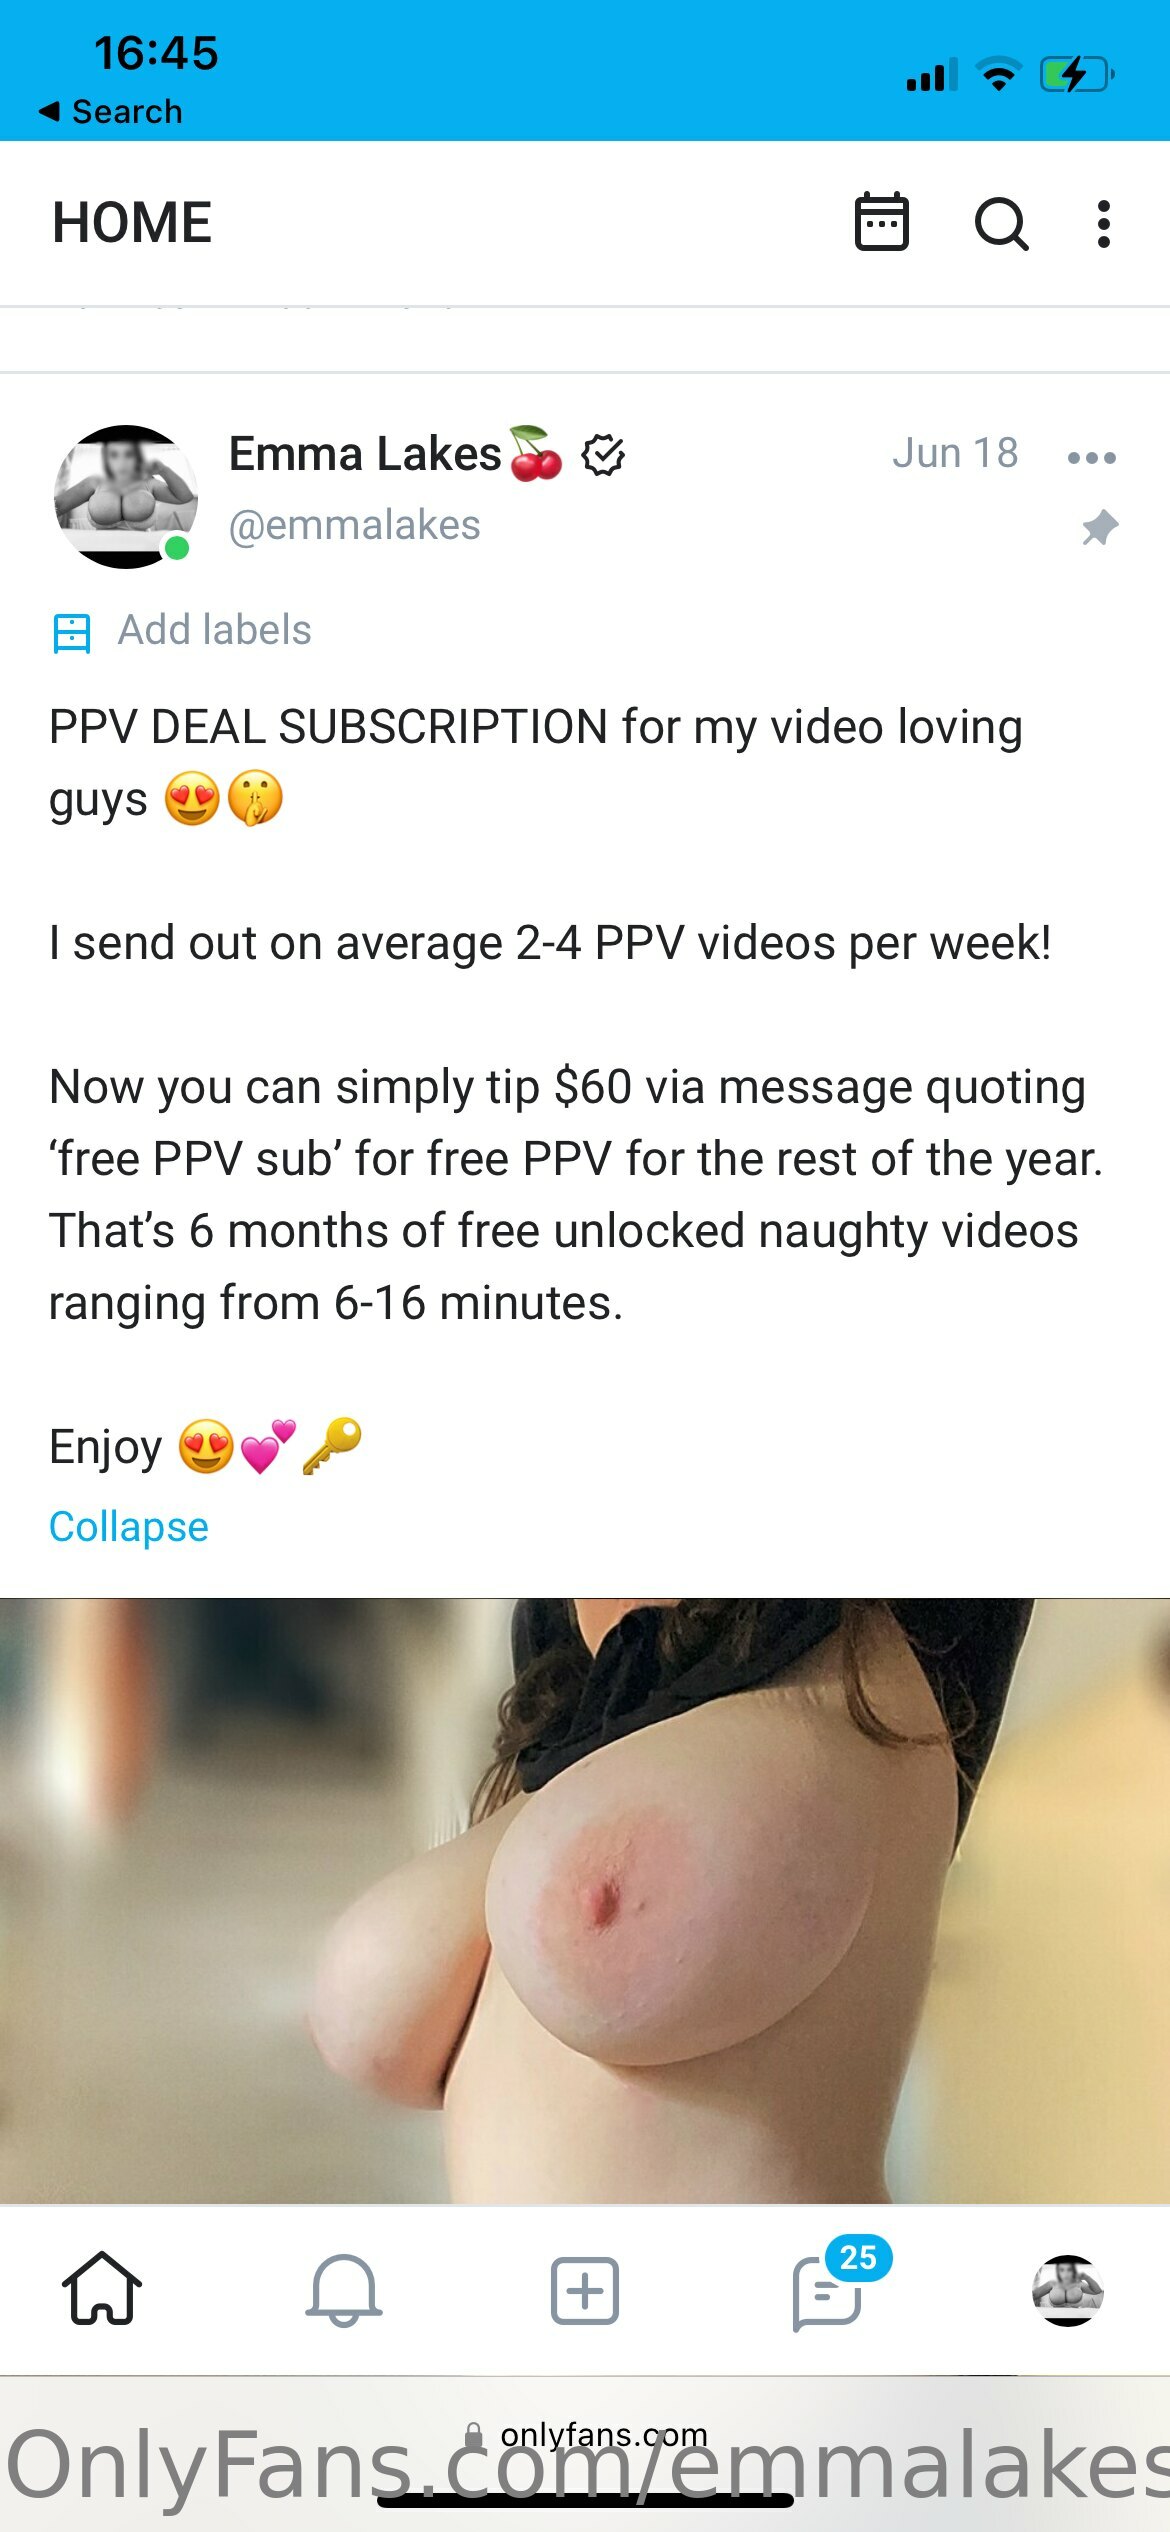 16:45
◀ Search
HOME
Emma Lakes🍒
Jun 18
@emmalakes
Add labels
PPV DEAL SUBSCRIPTION for my video loving
guys 😍🤫
I send out on average 2-4 PPV videos per week!
Now you can simply tip $60 via message quoting
‘free PPV sub’ for free PPV for the rest of the year.
That’s 6 months of free unlocked naughty videos
ranging from 6-16 minutes.
Enjoy 😍💕🔑
Collapse
25
onlyfans.com
OnlyFans.com/emmalakes